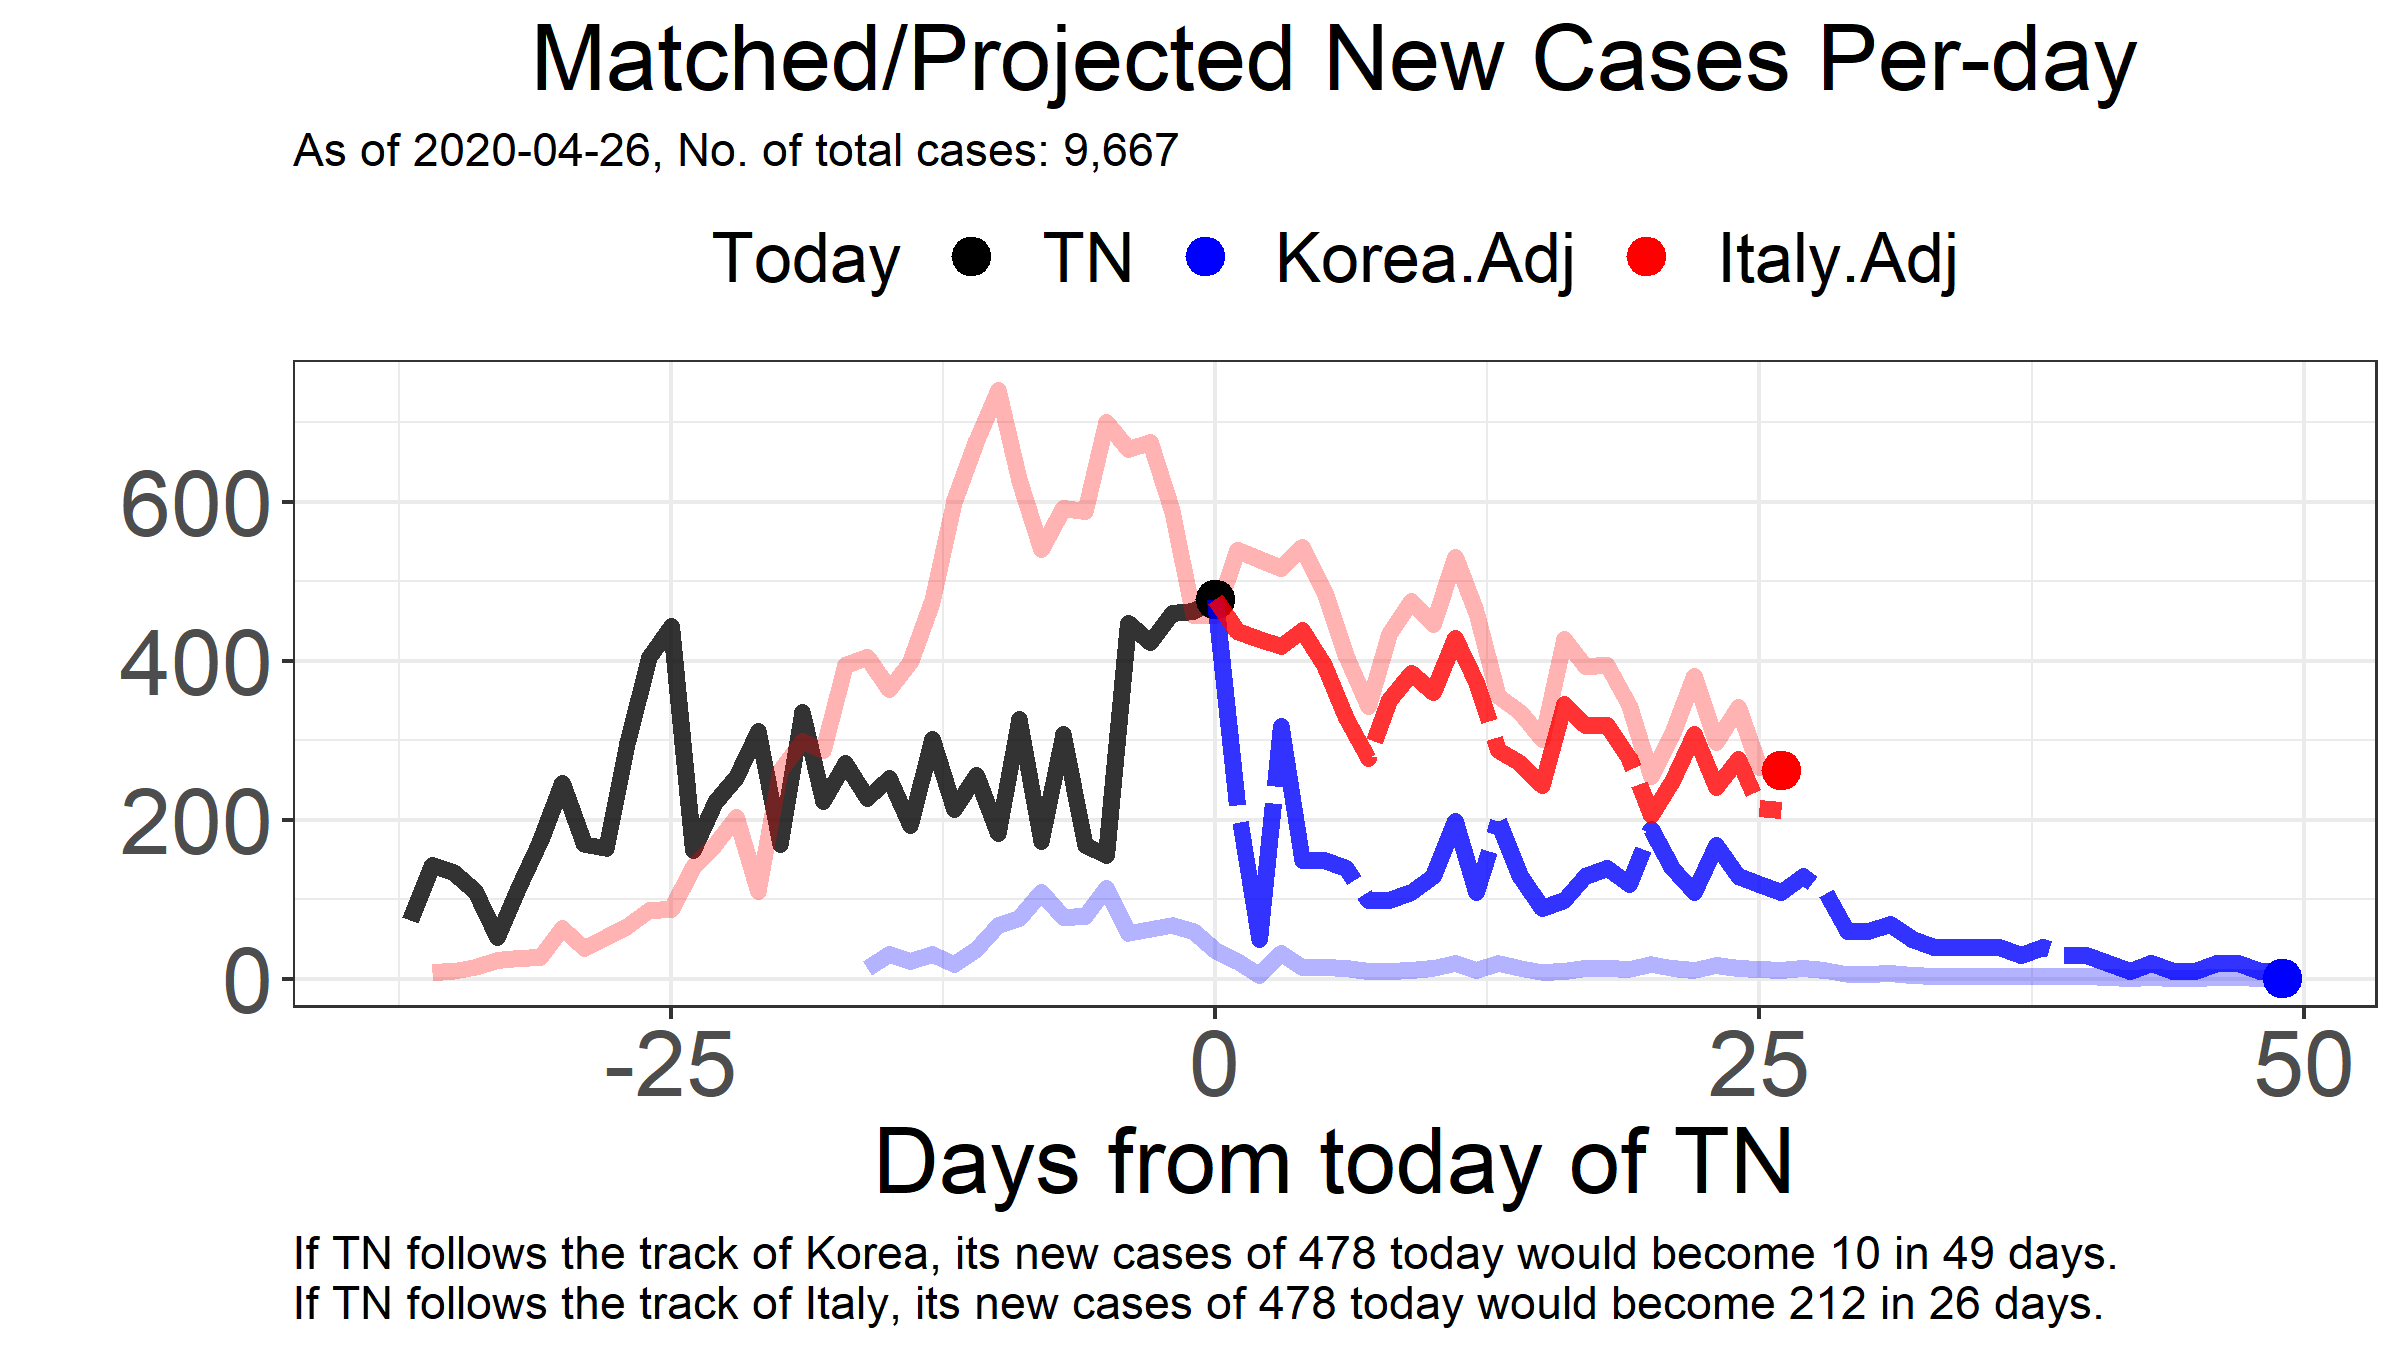 Matched/Projected New Cases Per-day
As of 2020-04-26, No. of total cases: 9,667
Today TN Korea.Adj Italy.Adj
600
400
200
0
-25 0 25 50
Days from today of TN
If TN follows the track of Korea, its new cases of 478 today would become 10 in 49 days.
If TN follows the track of Italy, its new cases of 478 today would become 212 in 26 days.